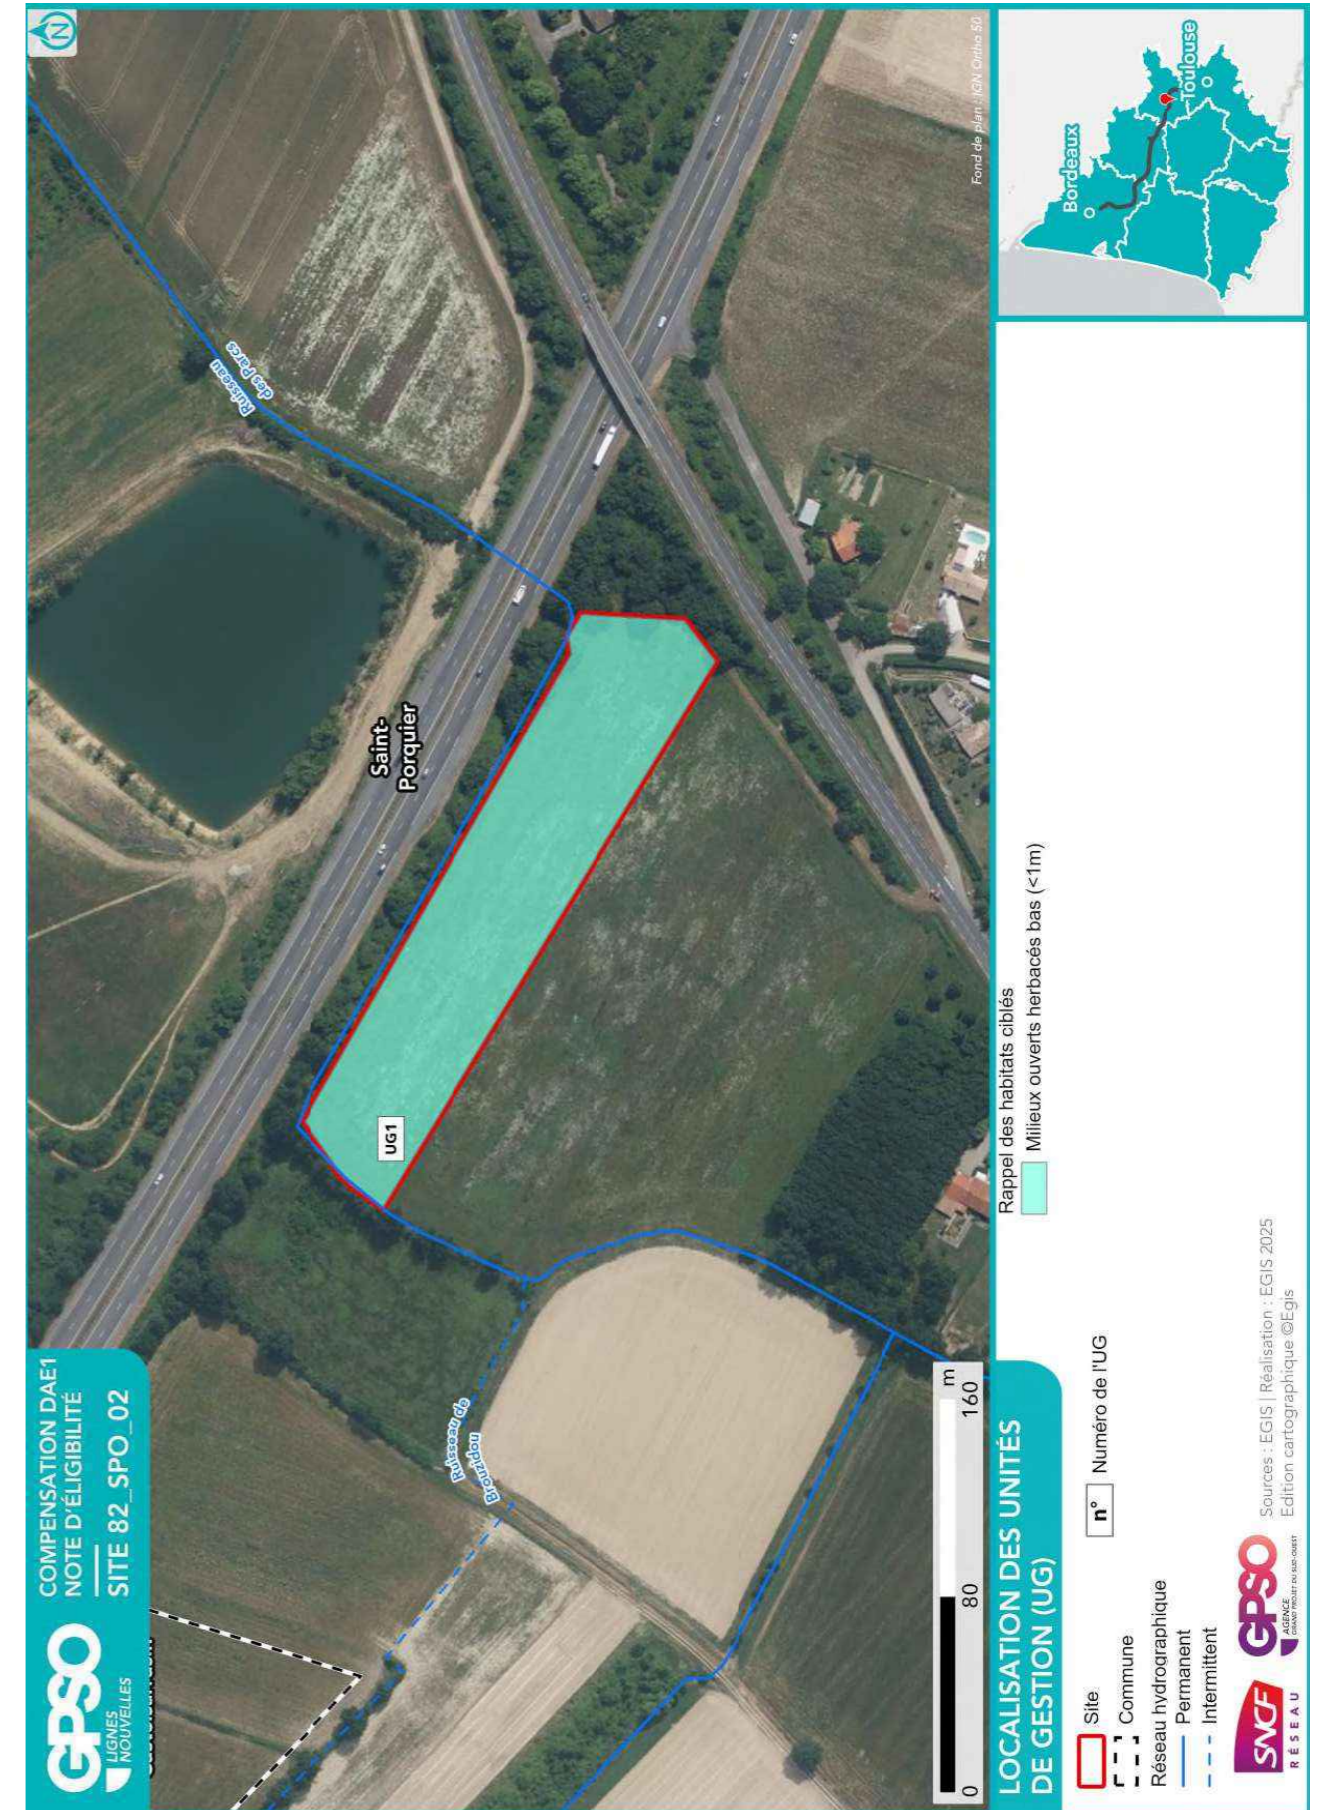 GPSO
LIGNES
NOUVELLES
COMPENSATION DAE1
NOTE D'ÉLIGIBILITÉ
SITE 82_SPO_02
N
Ruisseau
des Parcs
Saint-
Porquier
UG1
Ruisseau de
Brouzidou
Fond de plan : IGN Ortho 50
0 80 160 m
LOCALISATION DES UNITÉS
DE GESTION (UG)
Site
Commune
Réseau hydrographique
Permanent
Intermittent
n° Numéro de l'UG
Rappel des habitats ciblés
Milieux ouverts herbacés bas (<1m)
Bordeaux
Toulouse
SNCF
RÉSEAU
GPSO
AGENCE
GRAND PROJET DU SUD-OUEST
Sources : EGIS | Réalisation : EGIS 2025
Edition cartographique ©Egis